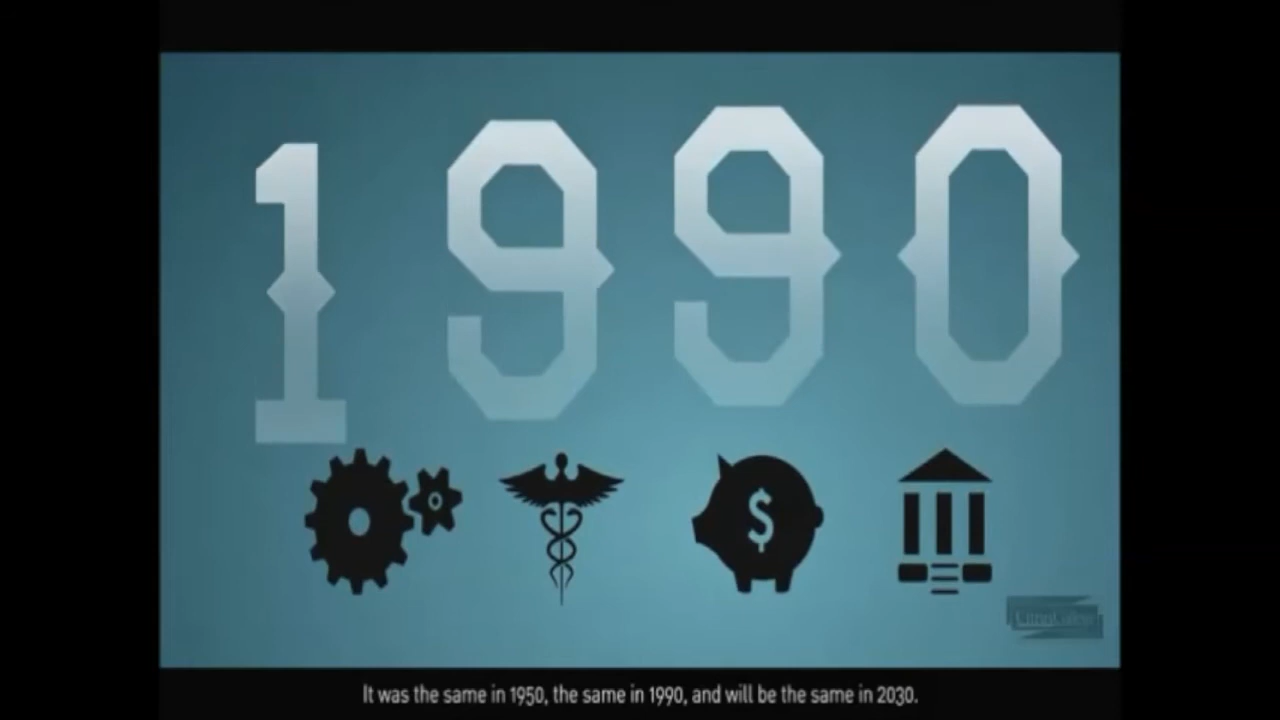 1990
$
It was the same in 1950, the same in 1990, and will be the same in 2030.